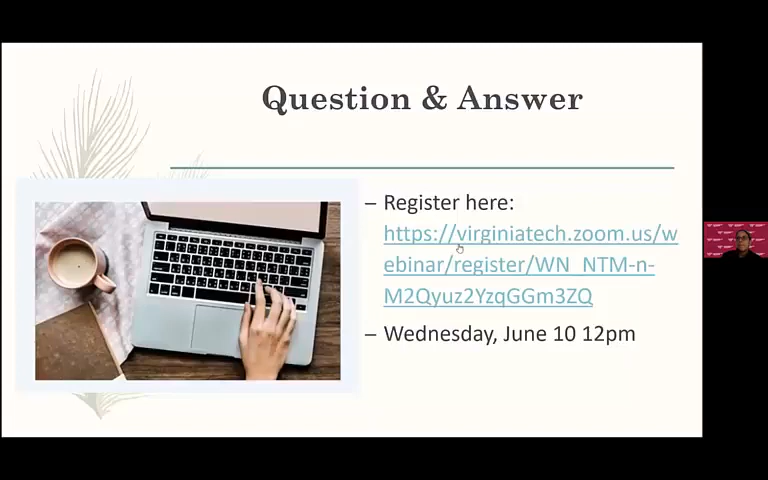 Question & Answer
– Register here:
https://virginiatech.zoom.us/w
ebinar/register/WN_NTM-n-
M2Qyuz2YzqGGm3ZQ
– Wednesday, June 10 12pm